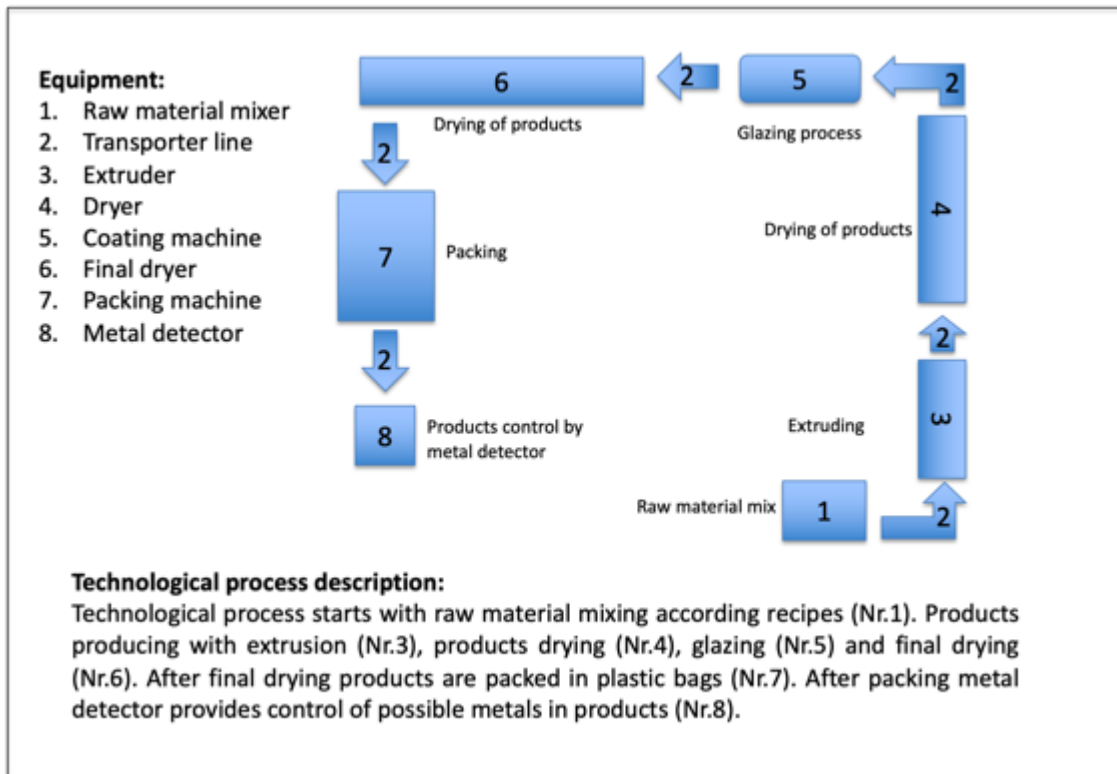 Equipment:
1. Raw material mixer
2. Transporter line
3. Extruder
4. Dryer
5. Coating machine
6. Final dryer
7. Packing machine
8. Metal detector
6
2
5
2
Drying of products
Glazing process
2
4
7
Packing
Drying of products
2
2
3
8
Products control by
metal detector
Extruding
Raw material mix
1
2
Technological process description:
Technological process starts with raw material mixing according recipes (Nr.1). Products
producing with extrusion (Nr.3), products drying (Nr.4), glazing (Nr.5) and final drying
(Nr.6). After final drying products are packed in plastic bags (Nr.7). After packing metal
detector provides control of possible metals in products (Nr.8).